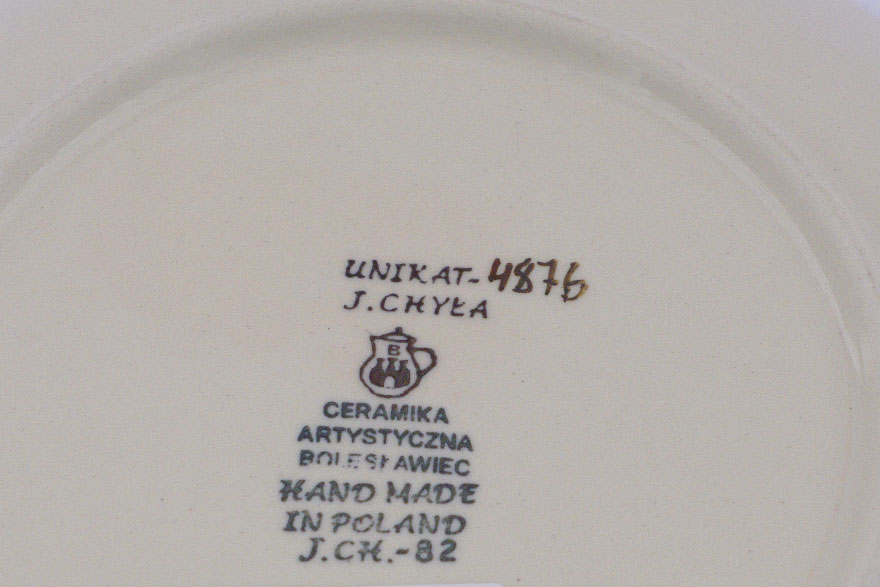 UNIKAT-4876
J.CHYŁA
B
CERAMIKA
ARTYSTYCZNA
BOLESŁAWIEC
HAND MADE
IN POLAND
J.CH.-82